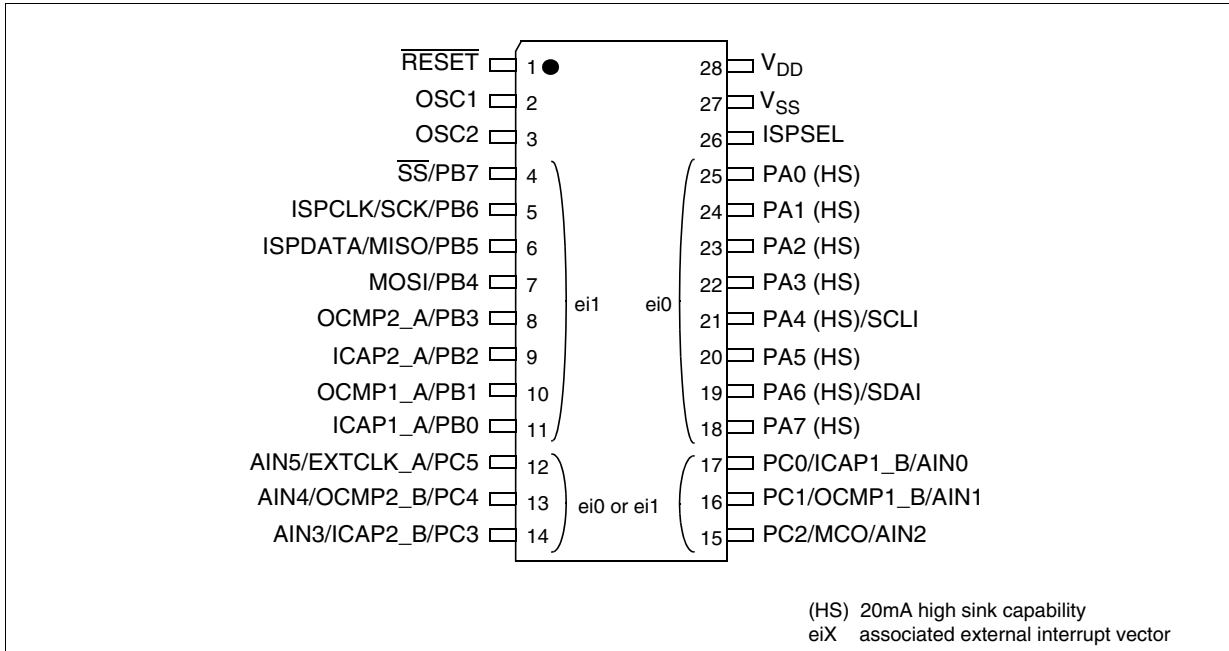 RESET 1 28 VDD
OSC1 2 27 VSS
OSC2 3 26 ISPSEL
SS/PB7 4 25 PA0 (HS)
ISPCLK/SCK/PB6 5 24 PA1 (HS)
ISPDATA/MISO/PB5 6 23 PA2 (HS)
MOSI/PB4 7 22 PA3 (HS)
ei1 ei0
OCMP2_A/PB3 8 21 PA4 (HS)/SCLI
ICAP2_A/PB2 9 20 PA5 (HS)
OCMP1_A/PB1 10 19 PA6 (HS)/SDAI
ICAP1_A/PB0 11 18 PA7 (HS)
AIN5/EXTCLK_A/PC5 12 17 PC0/ICAP1_B/AIN0
AIN4/OCMP2_B/PC4 13 ei0 or ei1 16 PC1/OCMP1_B/AIN1
AIN3/ICAP2_B/PC3 14 15 PC2/MCO/AIN2
(HS) 20mA high sink capability
eiX associated external interrupt vector